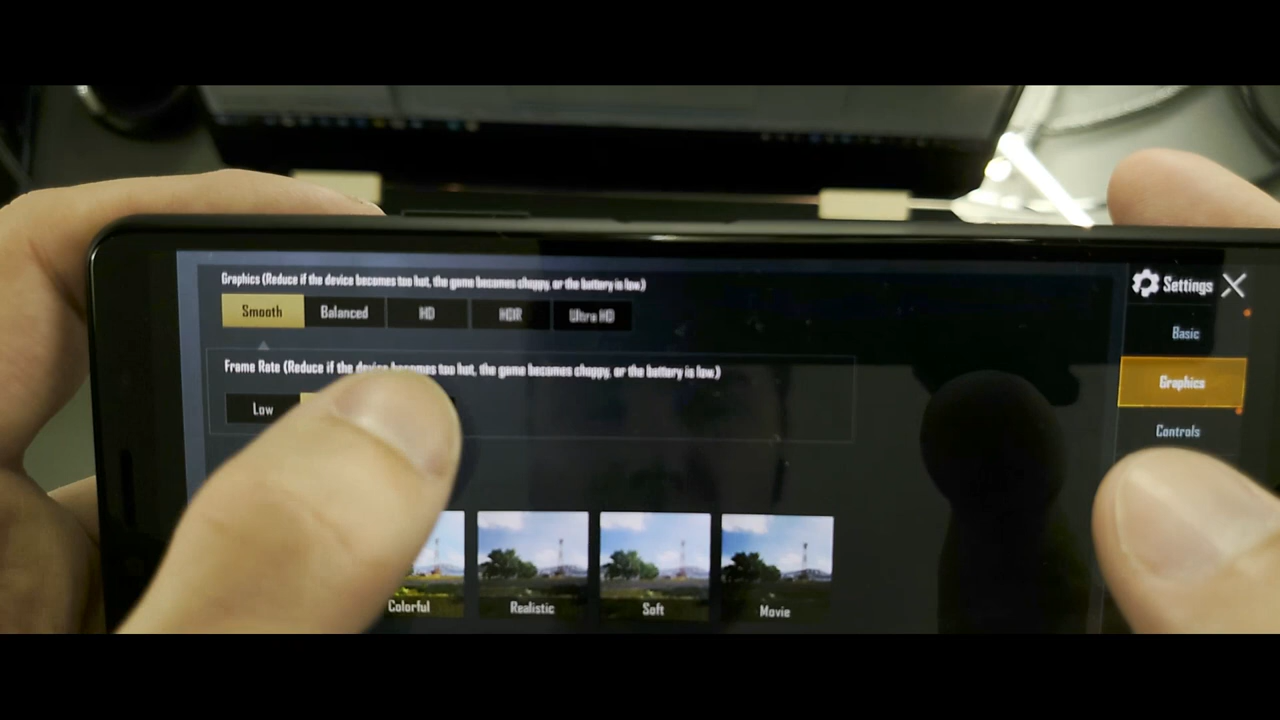 Graphics (Reduce if the device becomes too hot, the game becomes choppy, or the battery is low.)
Smooth Balanced HD HDR Ultra HD
Frame Rate (Reduce if the device becomes too hot, the game becomes choppy, or the battery is low.)
Low
Colorful Realistic Soft Movie
Settings
Basic
Graphics
Controls